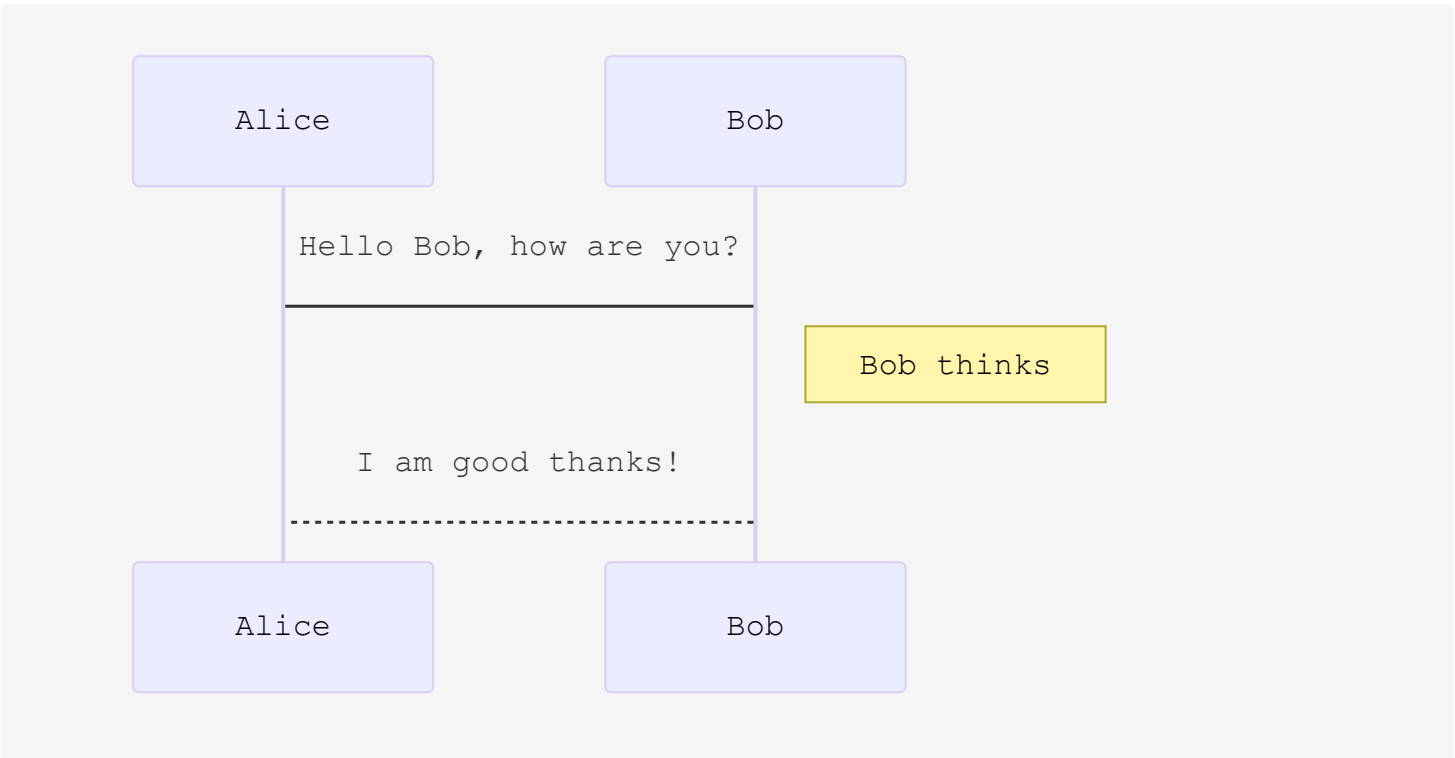 Alice
Bob
Hello Bob, how are you?
Bob thinks
I am good thanks!
Alice
Bob